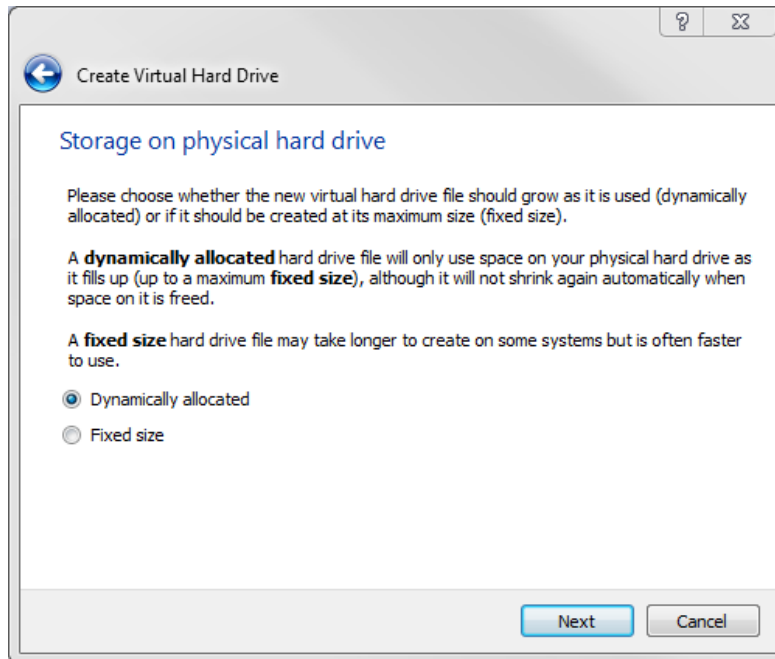 Create Virtual Hard Drive
Storage on physical hard drive
Please choose whether the new virtual hard drive file should grow as it is used (dynamically
allocated) or if it should be created at its maximum size (fixed size).
A dynamically allocated hard drive file will only use space on your physical hard drive as
it fills up (up to a maximum fixed size), although it will not shrink again automatically when
space on it is freed.
A fixed size hard drive file may take longer to create on some systems but is often faster
to use.
Dynamically allocated
Fixed size
Next Cancel